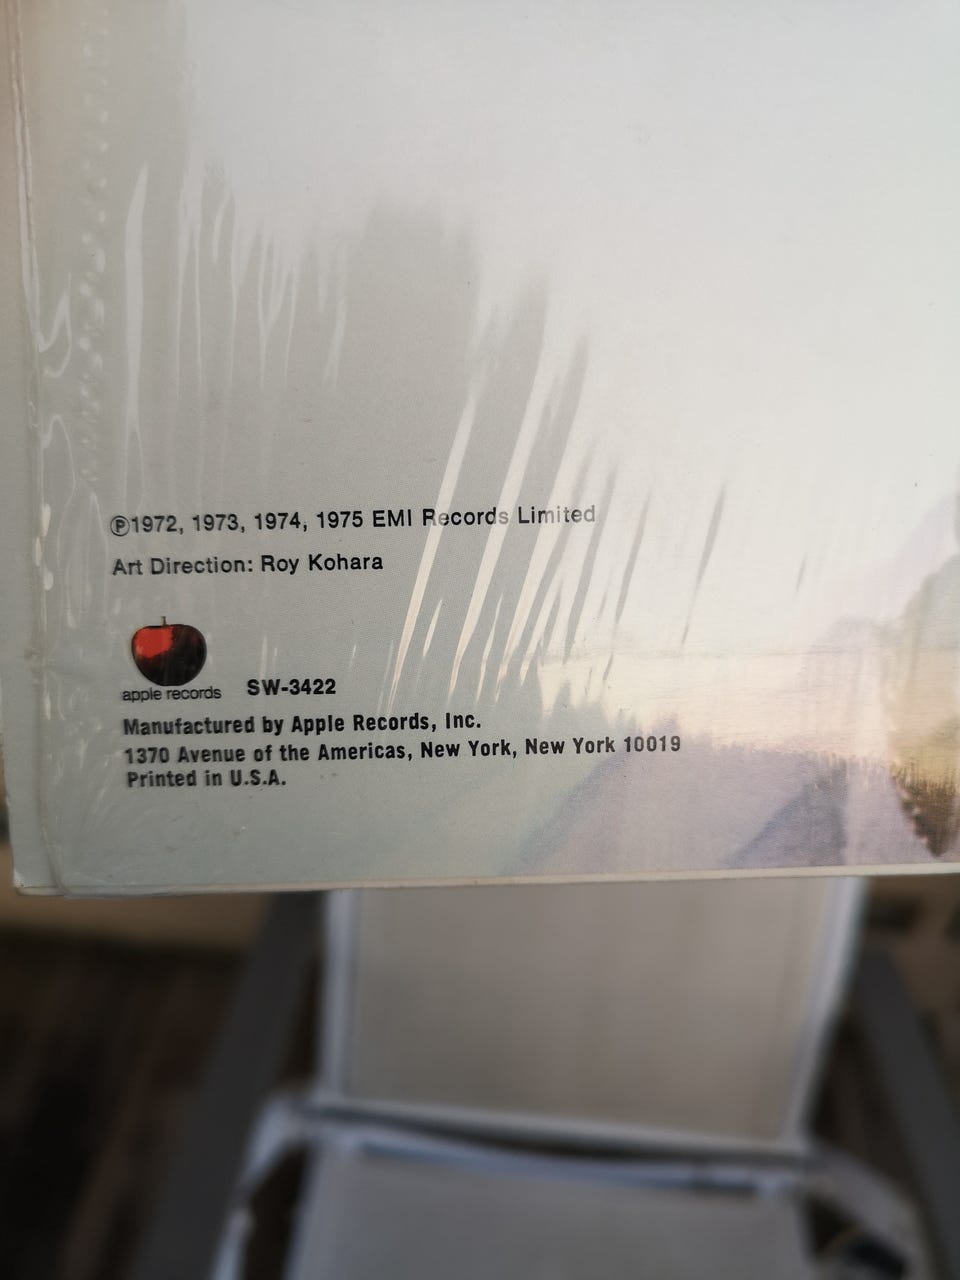 ℗1972, 1973, 1974, 1975 EMI Records Limited
Art Direction: Roy Kohara
apple records SW-3422
Manufactured by Apple Records, Inc.
1370 Avenue of the Americas, New York, New York 10019
Printed in U.S.A.